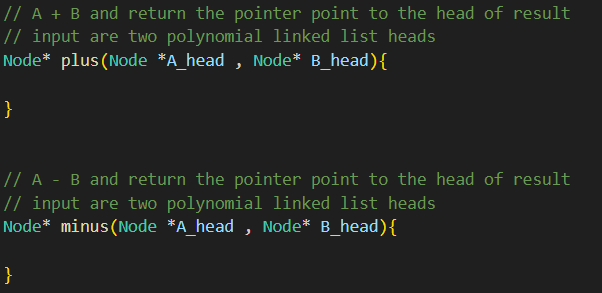 // A + B and return the pointer point to the head of result
// input are two polynomial linked list heads
Node* plus(Node *A_head , Node* B_head){
}
// A - B and return the pointer point to the head of result
// input are two polynomial linked list heads
Node* minus(Node *A_head , Node* B_head){
}